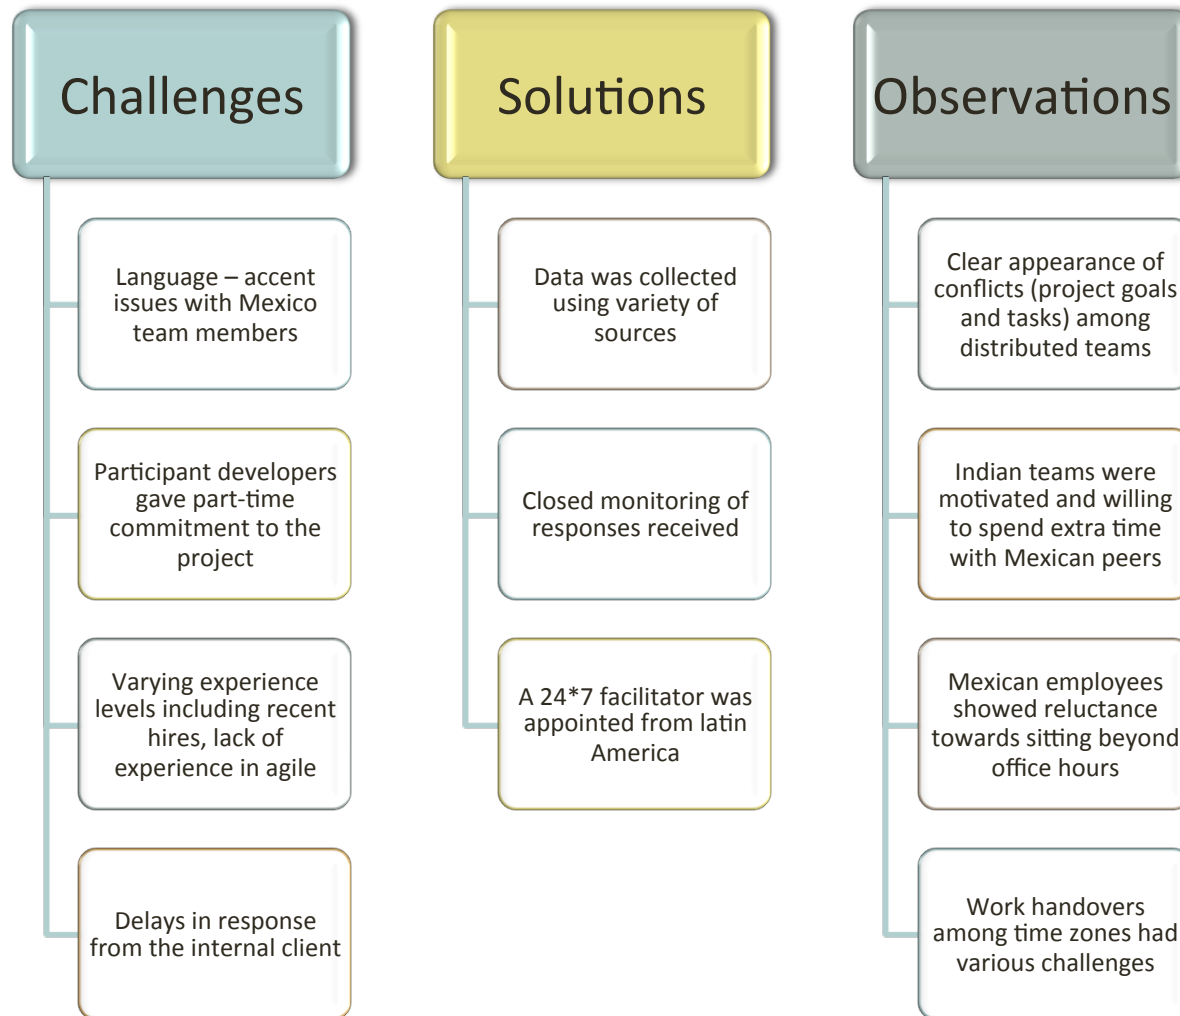 Challenges
Language – accent
issues with Mexico
team members
Participant developers
gave part-time
commitment to the
project
Varying experience
levels including recent
hires, lack of
experience in agile
Delays in response
from the internal client
Solutions
Data was collected
using variety of
sources
Closed monitoring of
responses received
A 24*7 facilitator was
appointed from latin
America
Observations
Clear appearance of
conflicts (project goals
and tasks) among
distributed teams
Indian teams were
motivated and willing
to spend extra time
with Mexican peers
Mexican employees
showed reluctance
towards sitting beyond
office hours
Work handovers
among time zones had
various challenges